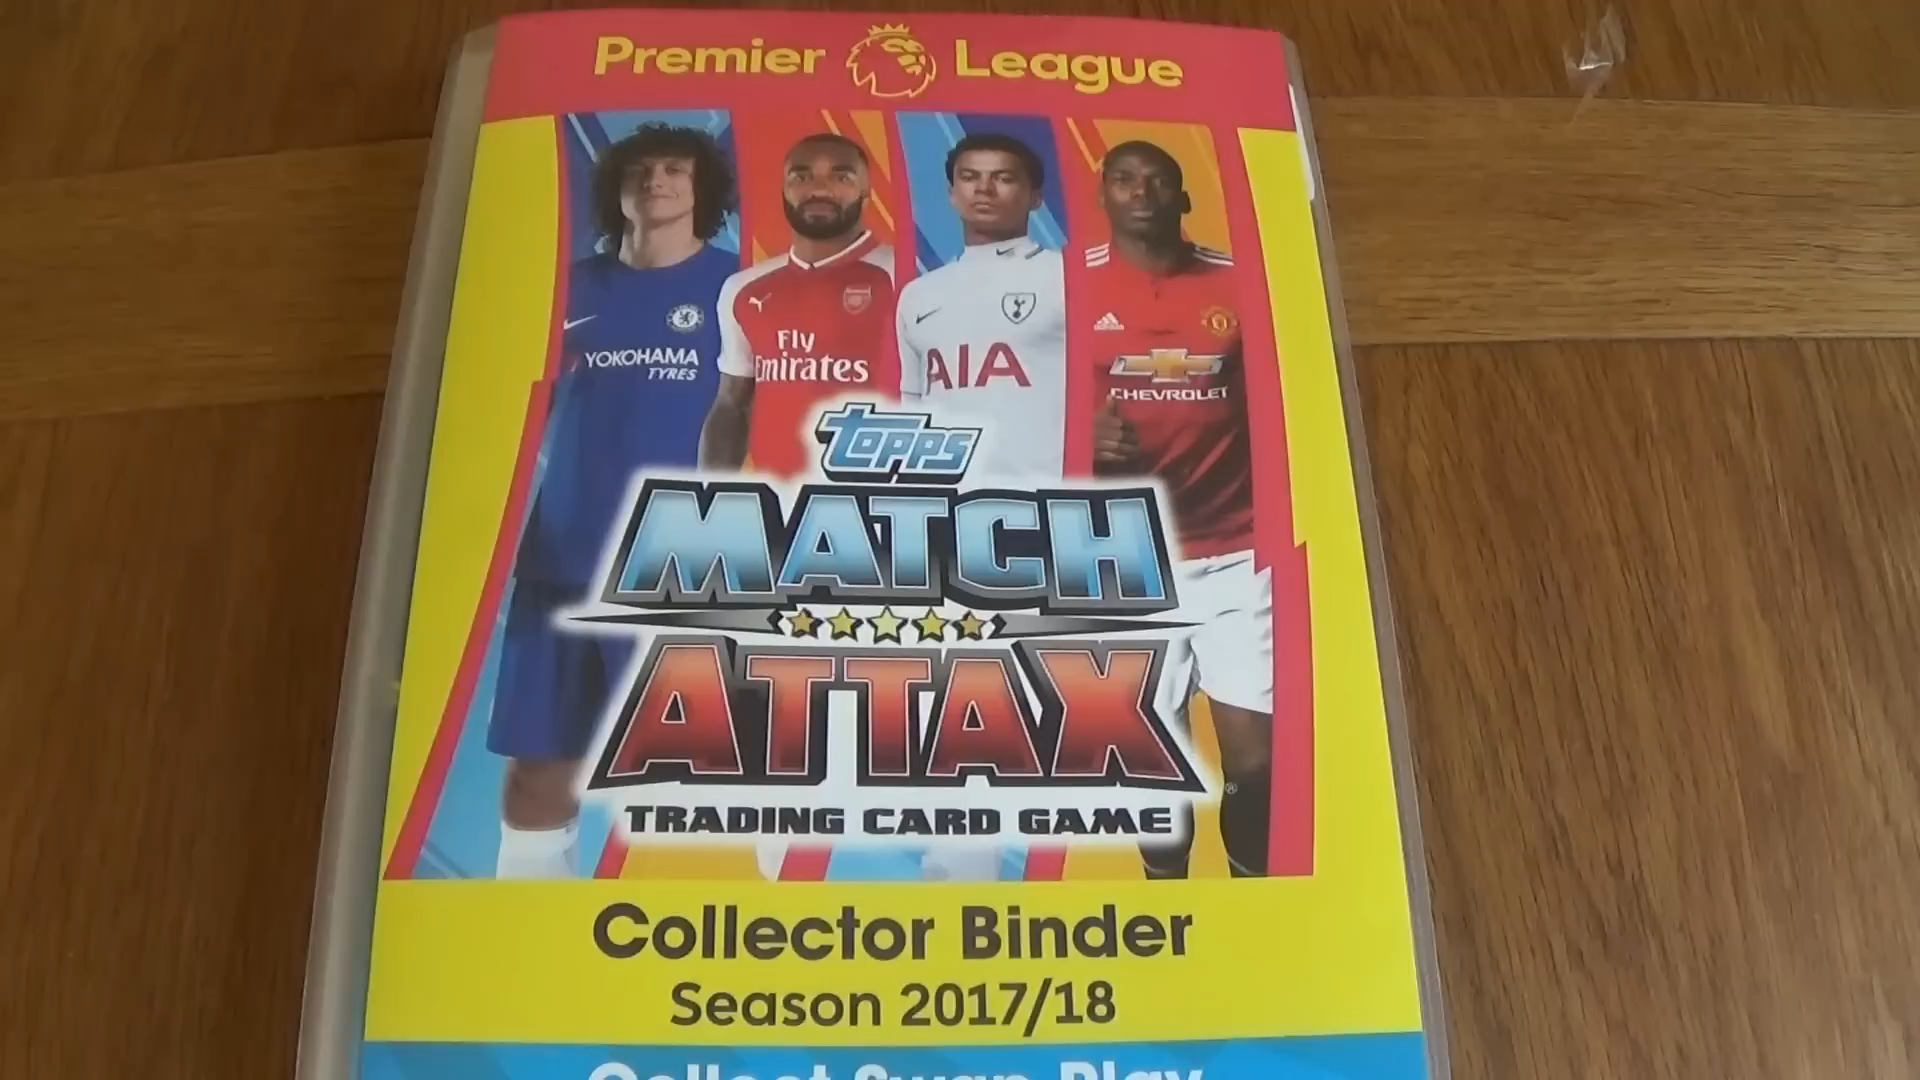 Premier League
YOKOHAMA
TYRES
Fly
Emirates
AIA
CHEVROLET
topps
MATCH
ATTAX
®
TRADING CARD GAME
Collector Binder
Season 2017/18
Collect Swap Play